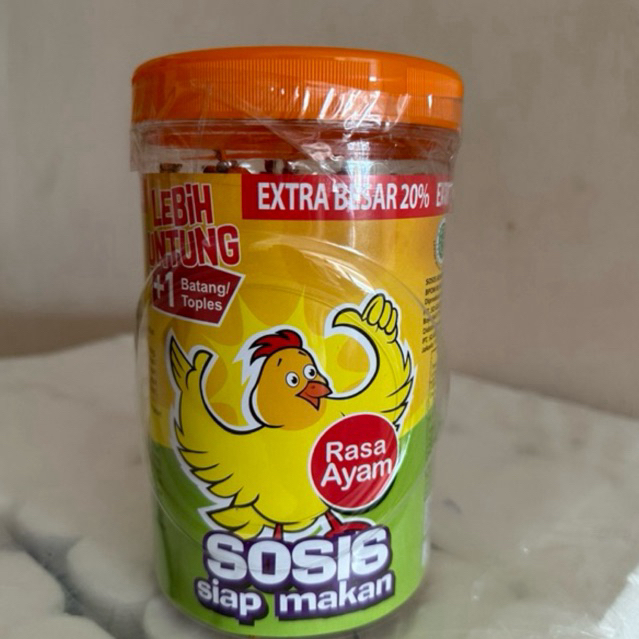 EXTRA BESAR 20%
LEBIH
UNTUNG
+1 Batang/
Toples
Rasa
Ayam
SOSIS
siap makan